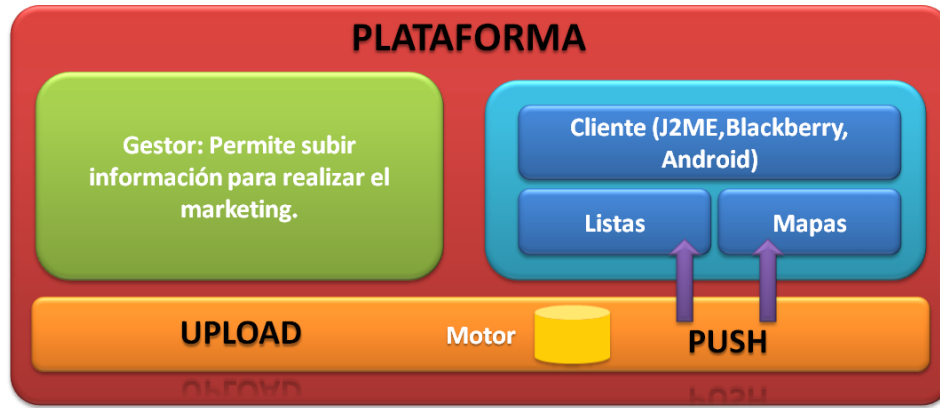 PLATAFORMA
Gestor: Permite subir
información para realizar el
marketing.
Cliente (J2ME,Blackberry,
Android)
Listas
Mapas
UPLOAD
Motor
PUSH